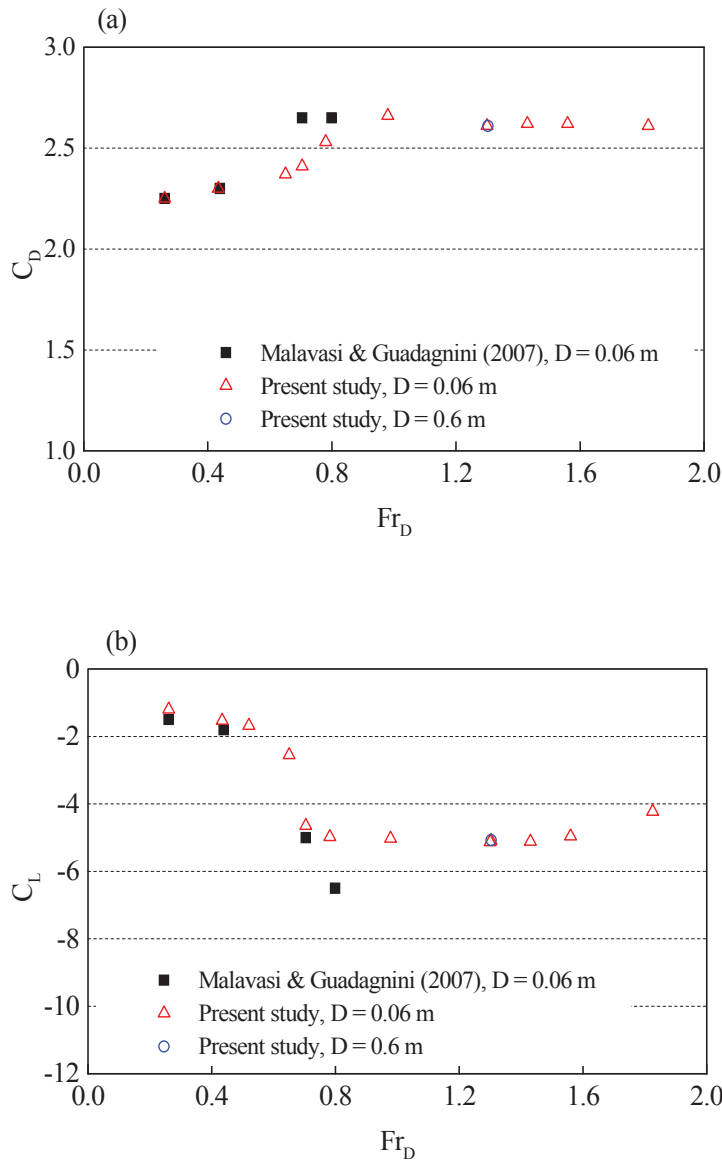 (a)
3.0
2.5
2.0
1.5
1.0
C_D
Malavasi & Guadagnini (2007), D = 0.06 m
Present study, D = 0.06 m
Present study, D = 0.6 m
0.0 0.4 0.8 1.2 1.6 2.0
Fr_D
(b)
0
-2
-4
-6
-8
-10
-12
C_L
Malavasi & Guadagnini (2007), D = 0.06 m
Present study, D = 0.06 m
Present study, D = 0.6 m
0.0 0.4 0.8 1.2 1.6 2.0
Fr_D